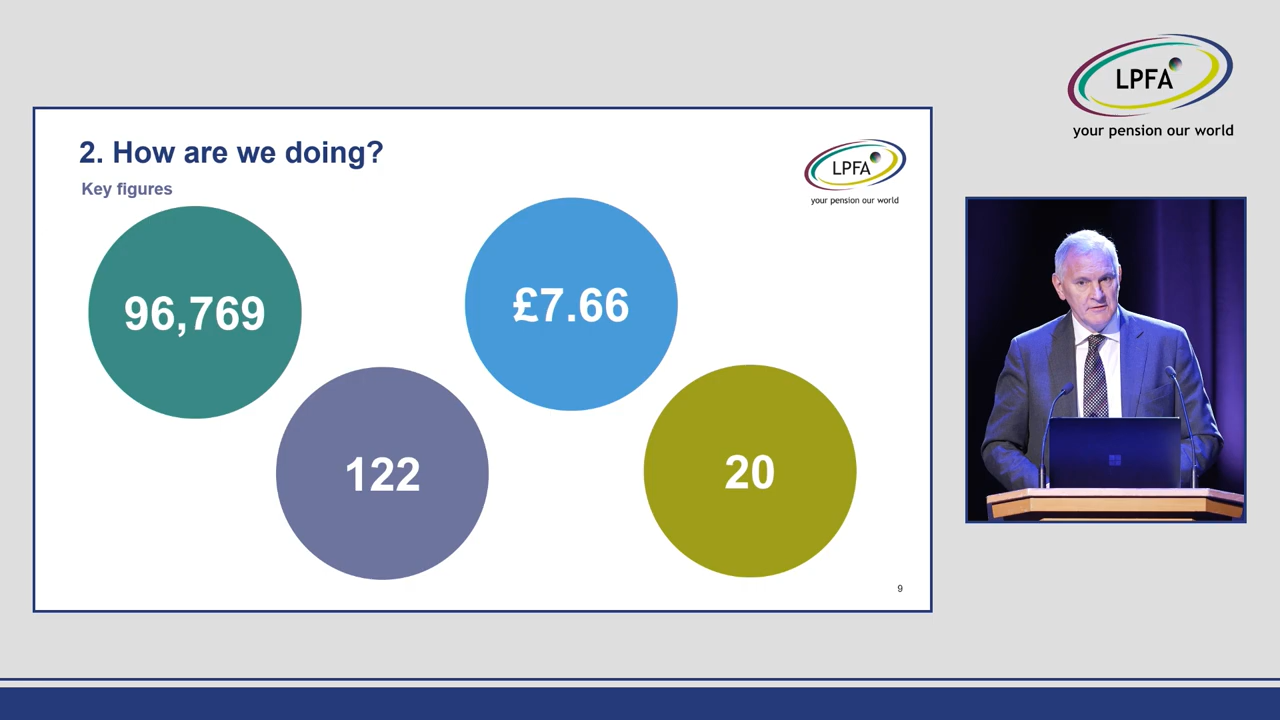 2. How are we doing?
Key figures
LPFA
your pension our world
96,769
£7.66
122
20
9
LPFA
your pension our world